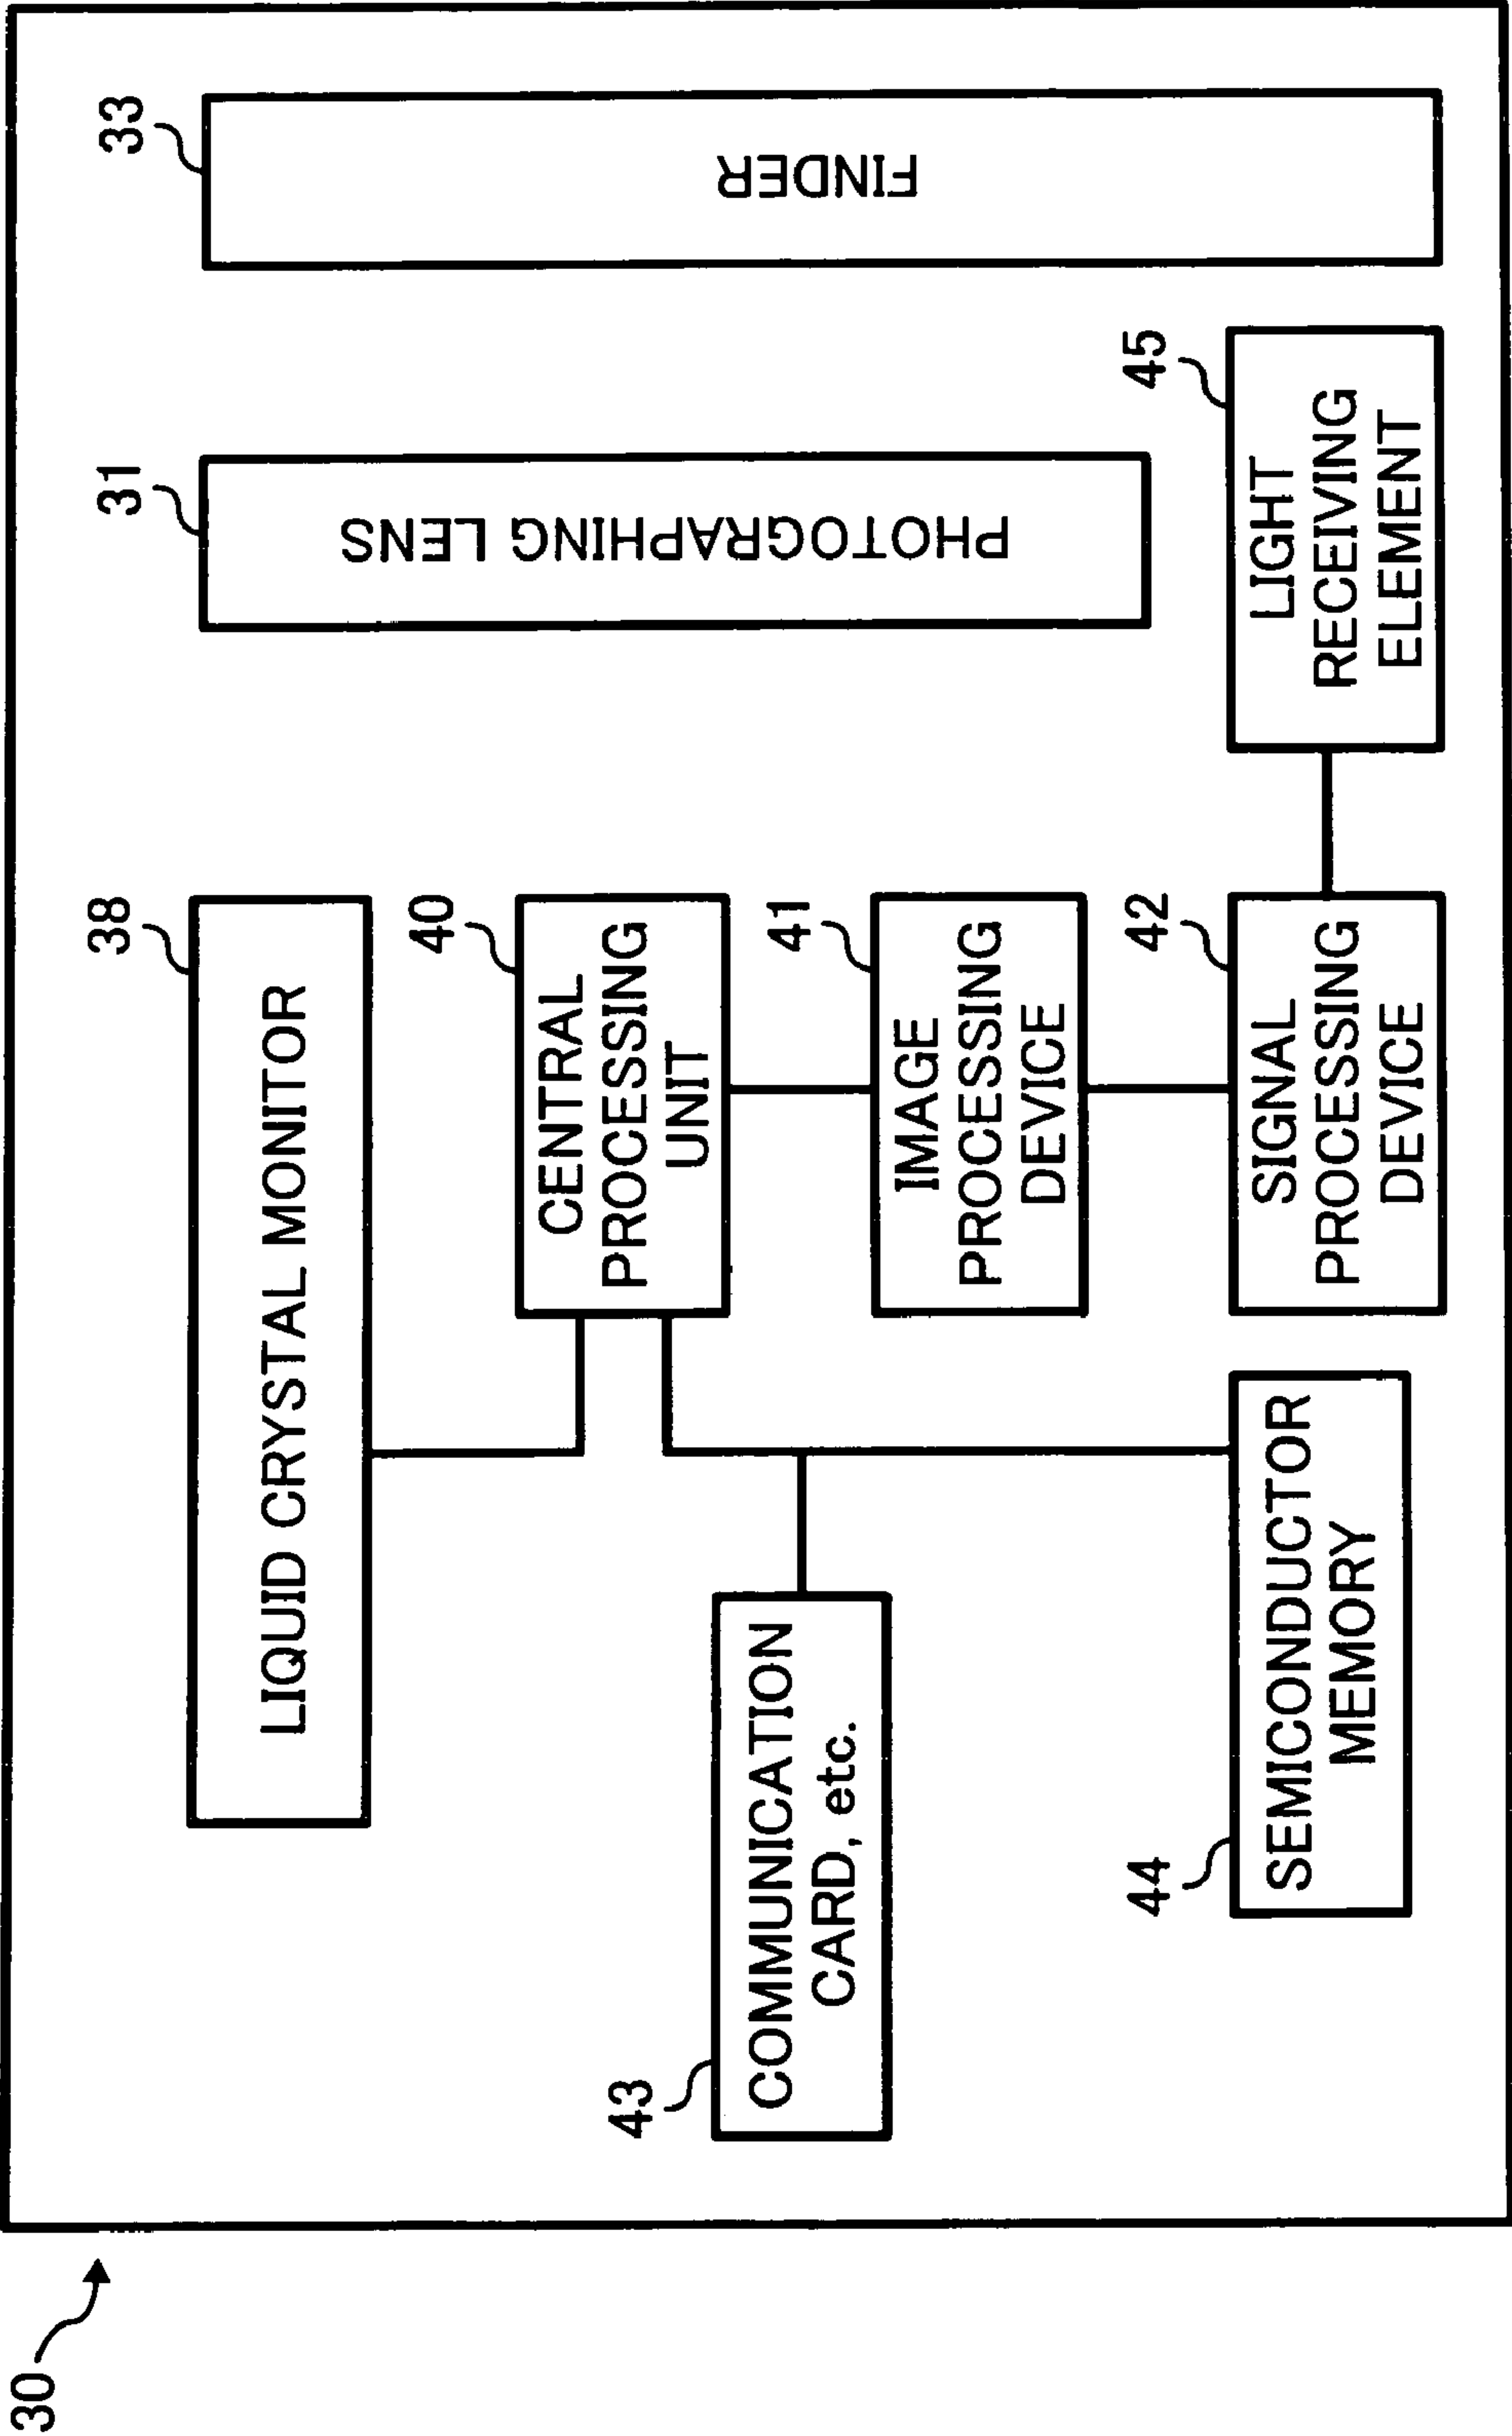 30
38
LIQUID CRYSTAL MONITOR
43
COMMUNICATION
CARD, etc.
44
SEMICONDUCTOR
MEMORY
40
CENTRAL
PROCESSING
UNIT
41
IMAGE
PROCESSING
DEVICE
42
SIGNAL
PROCESSING
DEVICE
31
PHOTOGRAPHING LENS
45
LIGHT
RECEIVING
ELEMENT
33
FINDER